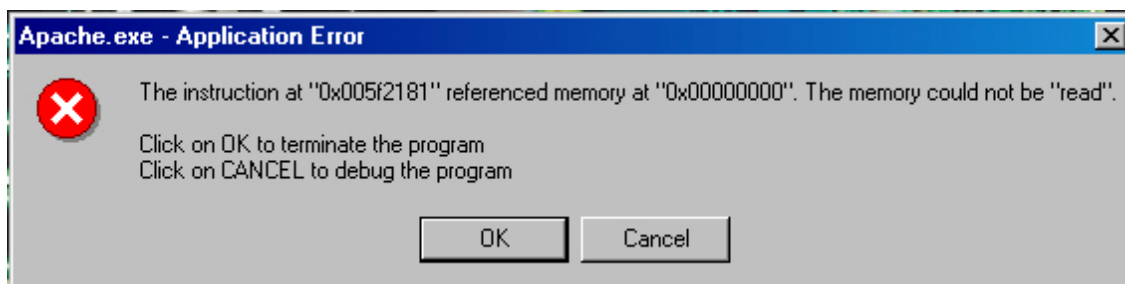 Apache.exe - Application Error
The instruction at "0x005f2181" referenced memory at "0x00000000". The memory could not be "read".
Click on OK to terminate the program
Click on CANCEL to debug the program
OK
Cancel